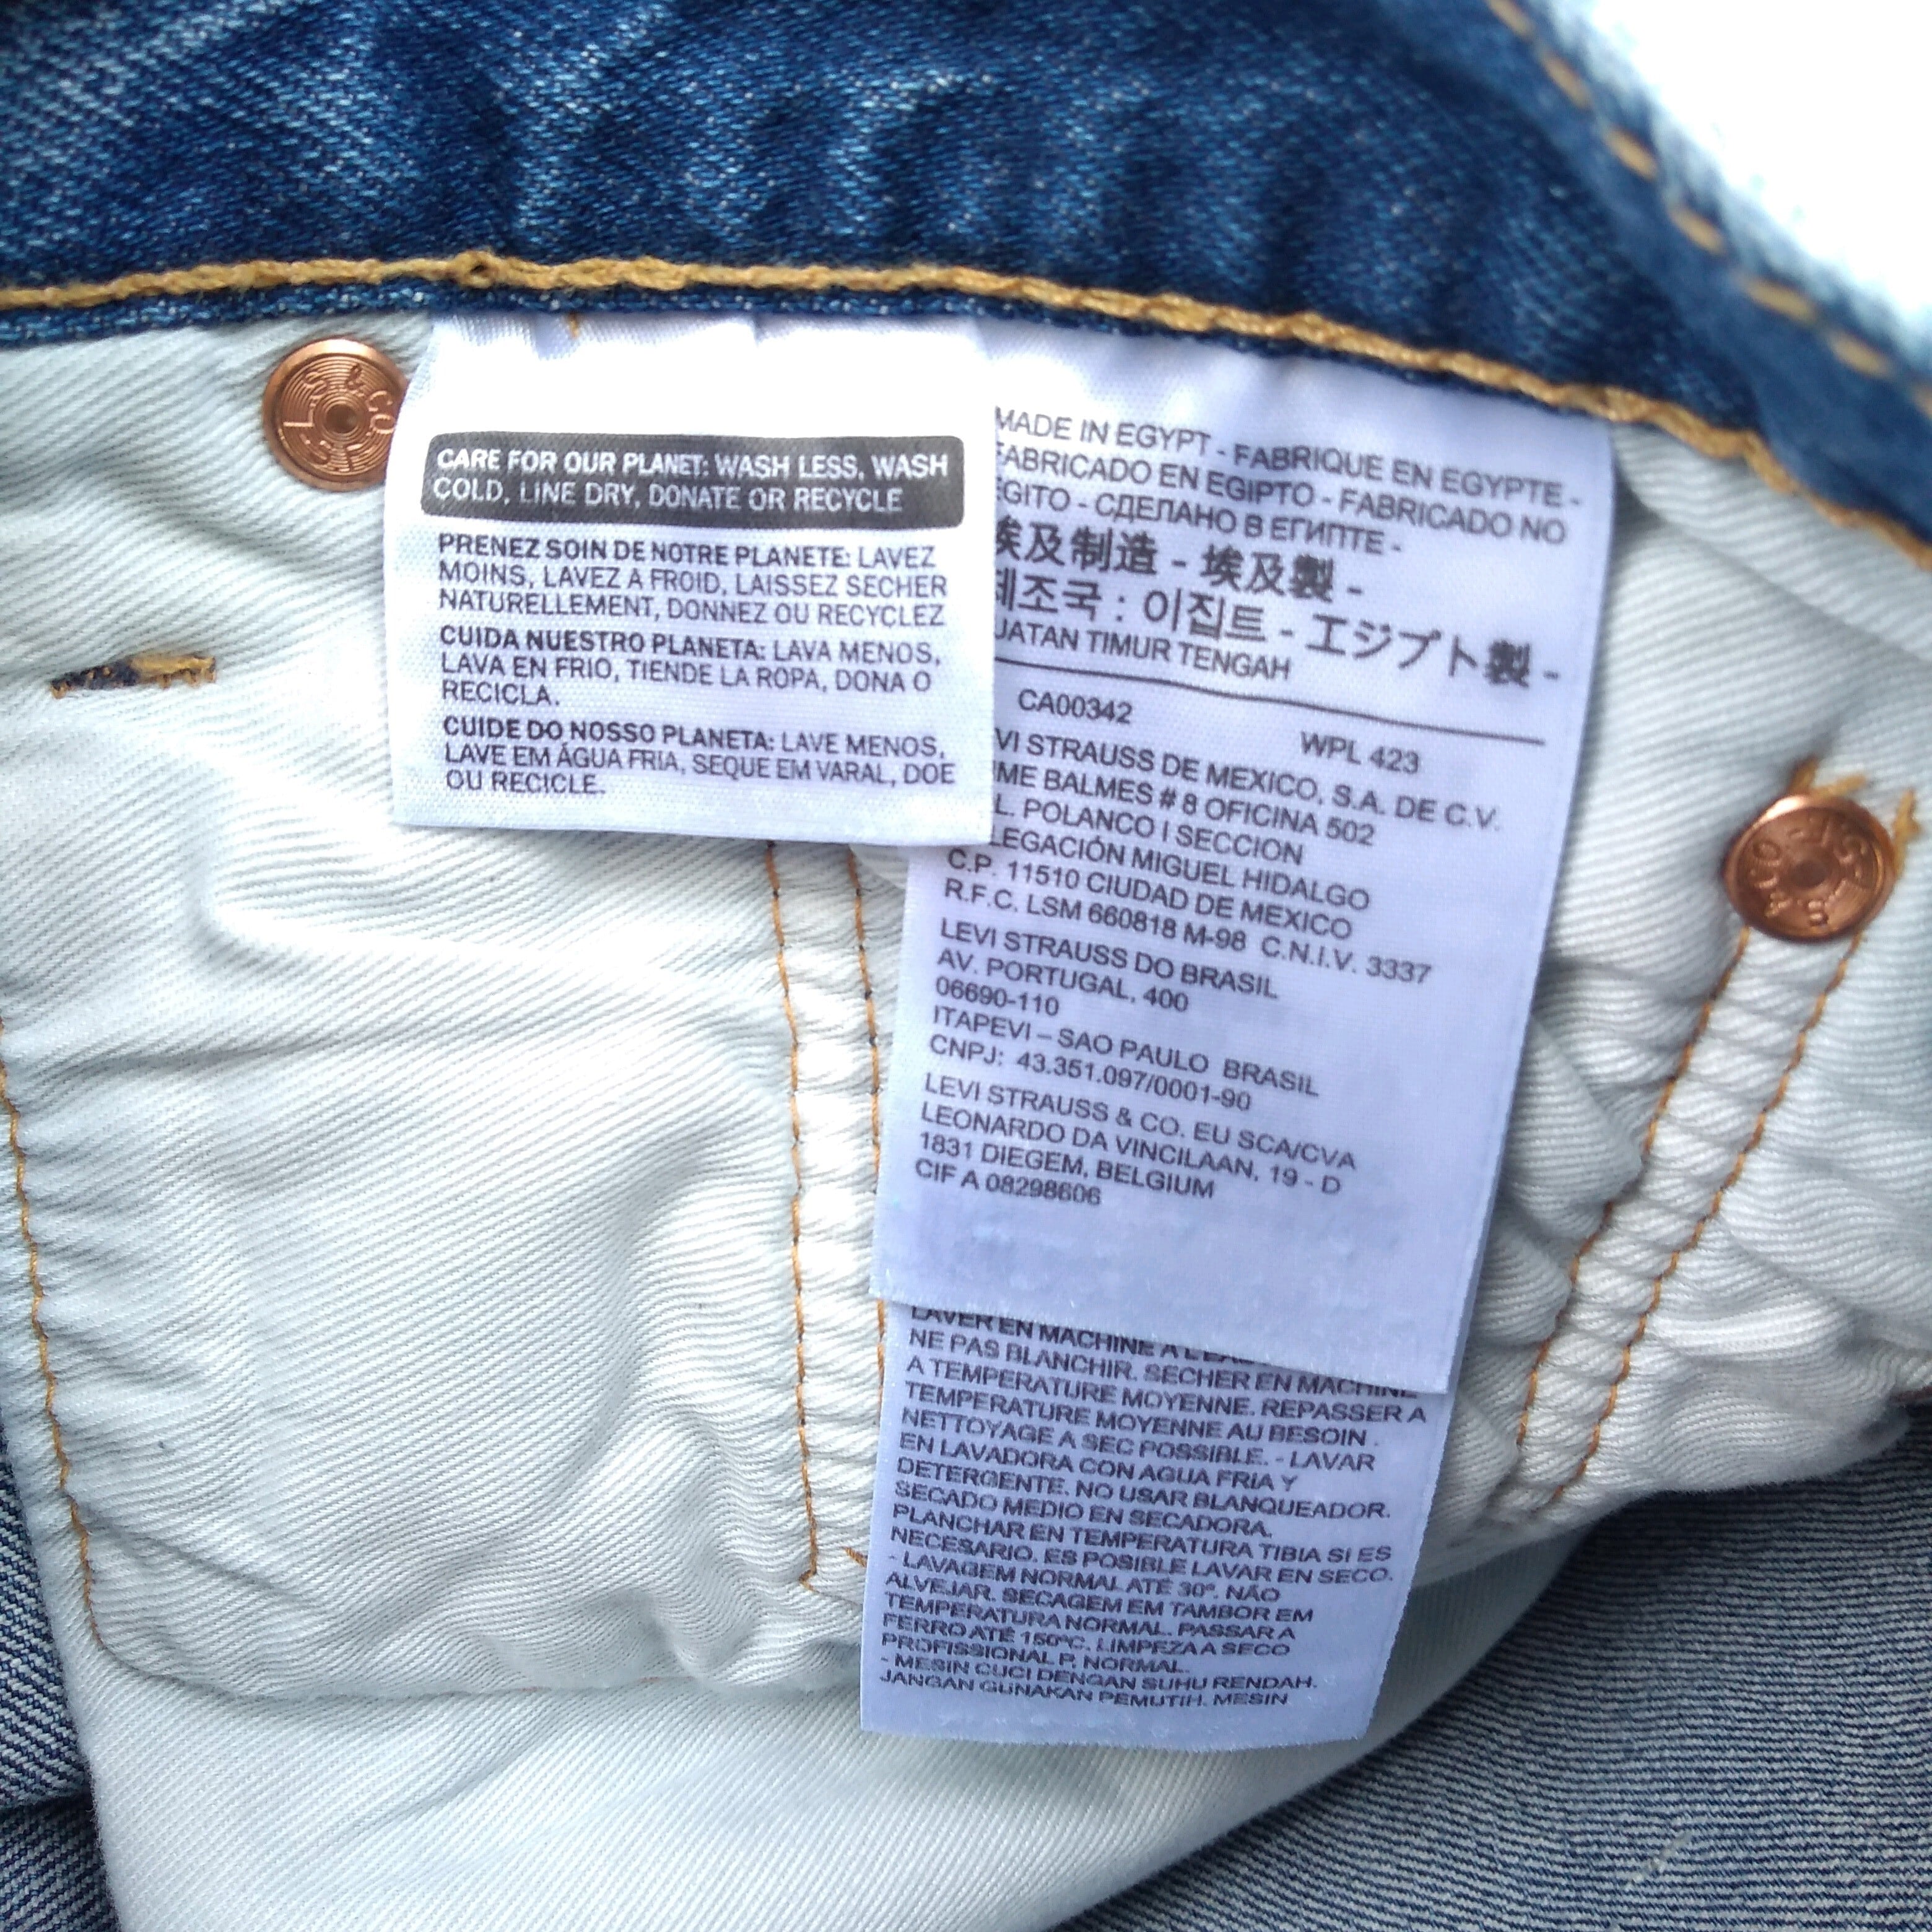 L.S. & CO. S.F.
CARE FOR OUR PLANET: WASH LESS, WASH
COLD, LINE DRY, DONATE OR RECYCLE
PRENEZ SOIN DE NOTRE PLANETE: LAVEZ
MOINS, LAVEZ A FROID, LAISSEZ SECHER
NATURELLEMENT, DONNEZ OU RECYCLEZ
CUIDA NUESTRO PLANETA: LAVA MENOS,
LAVA EN FRIO, TIENDE LA ROPA, DONA O
RECICLA.
CUIDE DO NOSSO PLANETA: LAVE MENOS,
LAVE EM ÁGUA FRIA, SEQUE EM VARAL, DOE
OU RECICLE.
MADE IN EGYPT - FABRIQUE EN EGYPTE -
FABRICADO EN EGIPTO - FABRICADO NO
EGITO - СДЕЛАНО В ЕГИПТЕ -
埃及制造 - 埃及製 -
제조국 : 이집트 - エジプト製 -
UATAN TIMUR TENGAH
CA00342 WPL 423
VI STRAUSS DE MEXICO, S.A. DE C.V.
ME BALMES # 8 OFICINA 502
L. POLANCO I SECCION
LEGACIÓN MIGUEL HIDALGO
C.P. 11510 CIUDAD DE MEXICO
R.F.C. LSM 660818 M-98 C.N.I.V. 3337
LEVI STRAUSS DO BRASIL
AV. PORTUGAL, 400
06690-110
ITAPEVI – SAO PAULO BRASIL
CNPJ: 43.351.097/0001-90
LEVI STRAUSS & CO. EU SCA/CVA
LEONARDO DA VINCILAAN, 19 - D
1831 DIEGEM, BELGIUM
CIF A 08298606
LAVER EN MACHINE A
NE PAS BLANCHIR. SECHER EN MACHINE
A TEMPERATURE MOYENNE. REPASSER A
TEMPERATURE MOYENNE AU BESOIN.
NETTOYAGE A SEC POSSIBLE. - LAVAR
EN LAVADORA CON AGUA FRIA Y
DETERGENTE. NO USAR BLANQUEADOR.
SECADO MEDIO EN SECADORA.
PLANCHAR EN TEMPERATURA TIBIA SI ES
NECESARIO. ES POSIBLE LAVAR EN SECO.
- LAVAGEM NORMAL ATÉ 30°. NÃO
ALVEJAR. SECAGEM EM TAMBOR EM
TEMPERATURA NORMAL. PASSAR A
FERRO ATÉ 150°C. LIMPEZA A SECO
PROFISSIONAL P. NORMAL.
- MESIN CUCI DENGAN SUHU RENDAH.
JANGAN GUNAKAN PEMUTIH. MESIN